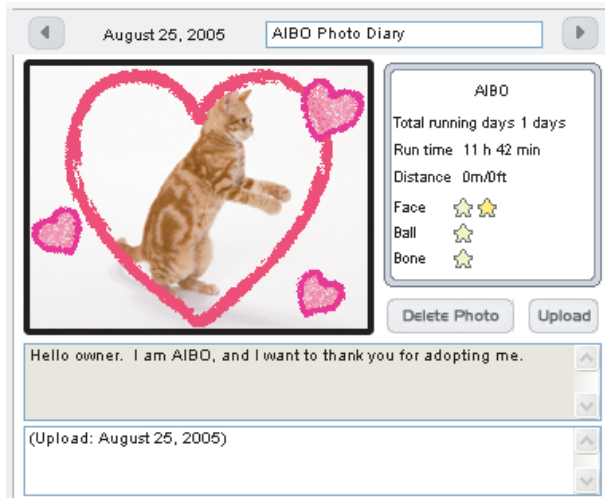 August 25, 2005
AIBO Photo Diary
AIBO
Total running days 1 days
Run time 11 h 42 min
Distance 0m/0ft
Face
Ball
Bone
Delete Photo
Upload
Hello owner. I am AIBO, and I want to thank you for adopting me.
(Upload: August 25, 2005)